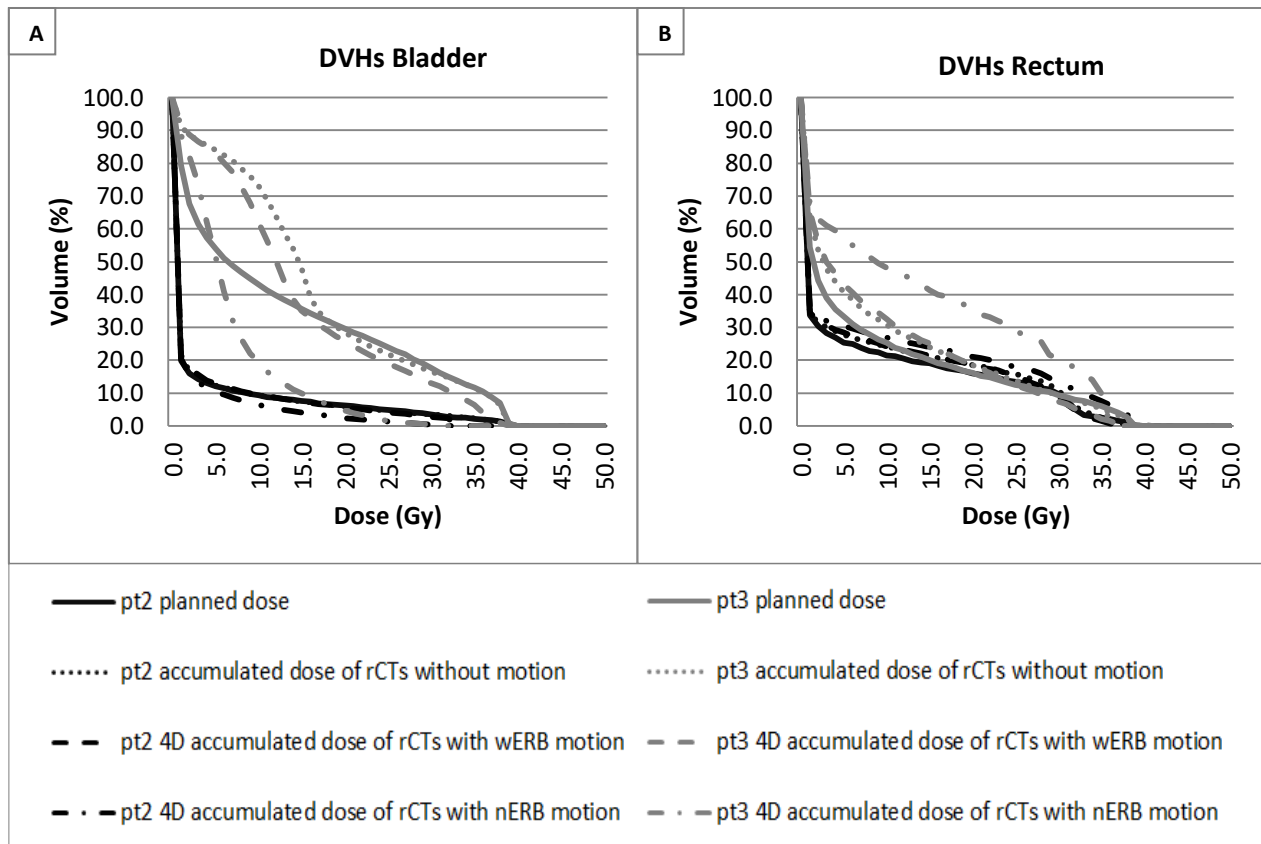 A
DVHs Bladder
100.0
90.0
80.0
70.0
60.0
50.0
40.0
30.0
20.0
10.0
0.0
Volume (%)
0.0 5.0 10.0 15.0 20.0 25.0 30.0 35.0 40.0 45.0 50.0
Dose (Gy)
B
DVHs Rectum
100.0
90.0
80.0
70.0
60.0
50.0
40.0
30.0
20.0
10.0
0.0
Volume (%)
0.0 5.0 10.0 15.0 20.0 25.0 30.0 35.0 40.0 45.0 50.0
Dose (Gy)
pt2 planned dose
pt3 planned dose
pt2 accumulated dose of rCTs without motion
pt3 accumulated dose of rCTs without motion
pt2 4D accumulated dose of rCTs with wERB motion
pt3 4D accumulated dose of rCTs with wERB motion
pt2 4D accumulated dose of rCTs with nERB motion
pt3 4D accumulated dose of rCTs with nERB motion